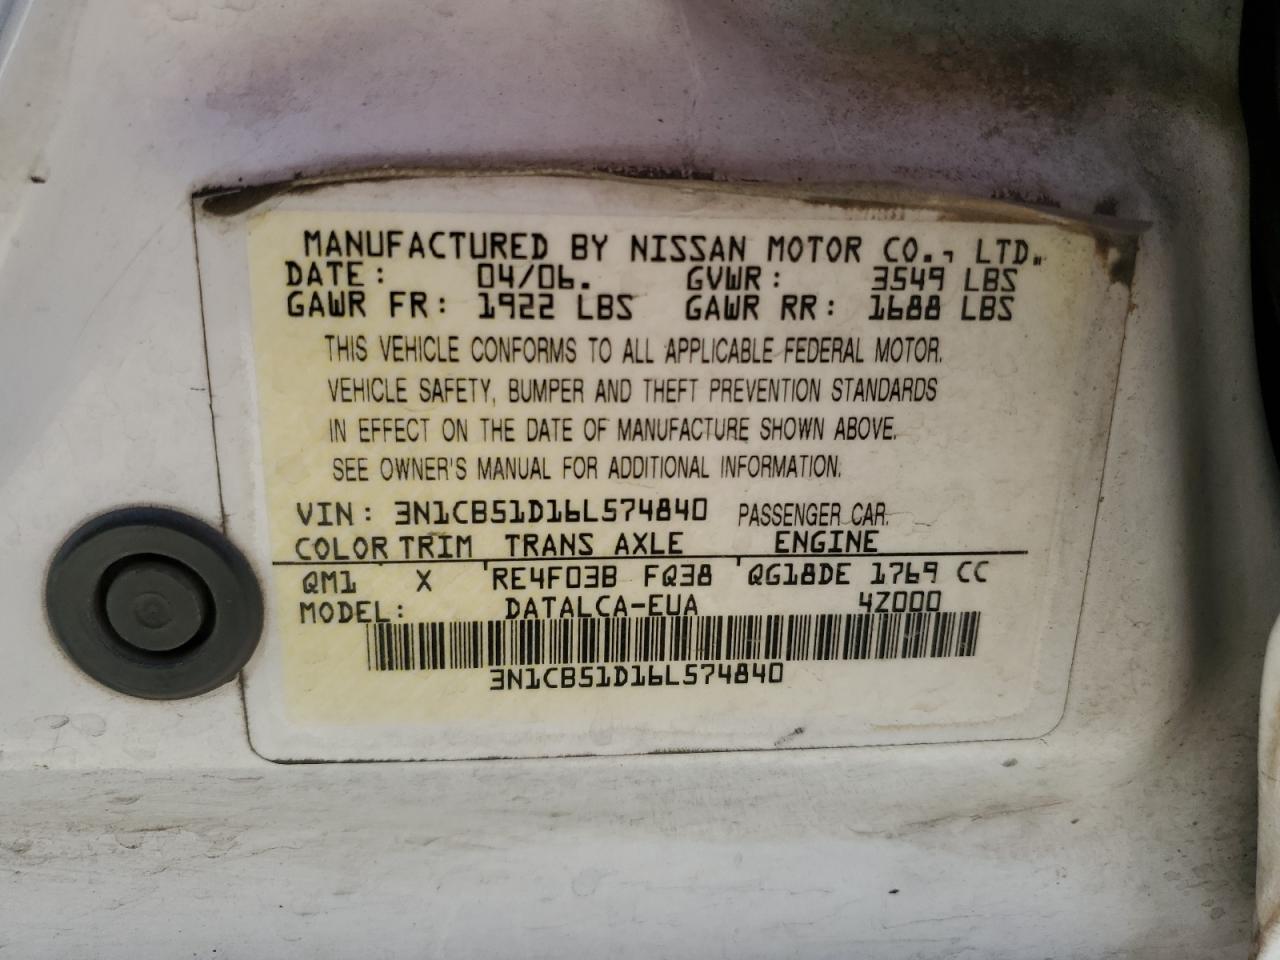 MANUFACTURED BY NISSAN MOTOR CO., LTD.
DATE: 04/06. GVWR: 3549 LBS
GAWR FR: 1922 LBS GAWR RR: 1688 LBS
THIS VEHICLE CONFORMS TO ALL APPLICABLE FEDERAL MOTOR.
VEHICLE SAFETY, BUMPER AND THEFT PREVENTION STANDARDS
IN EFFECT ON THE DATE OF MANUFACTURE SHOWN ABOVE.
SEE OWNER'S MANUAL FOR ADDITIONAL INFORMATION.
VIN: 3N1CB51D16L574840 PASSENGER CAR.
COLOR TRIM TRANS AXLE ENGINE
QM1 X RE4F03B FQ38 QG18DE 1769 CC
MODEL: DATALCA-EUA 4Z000
3N1CB51D16L574840